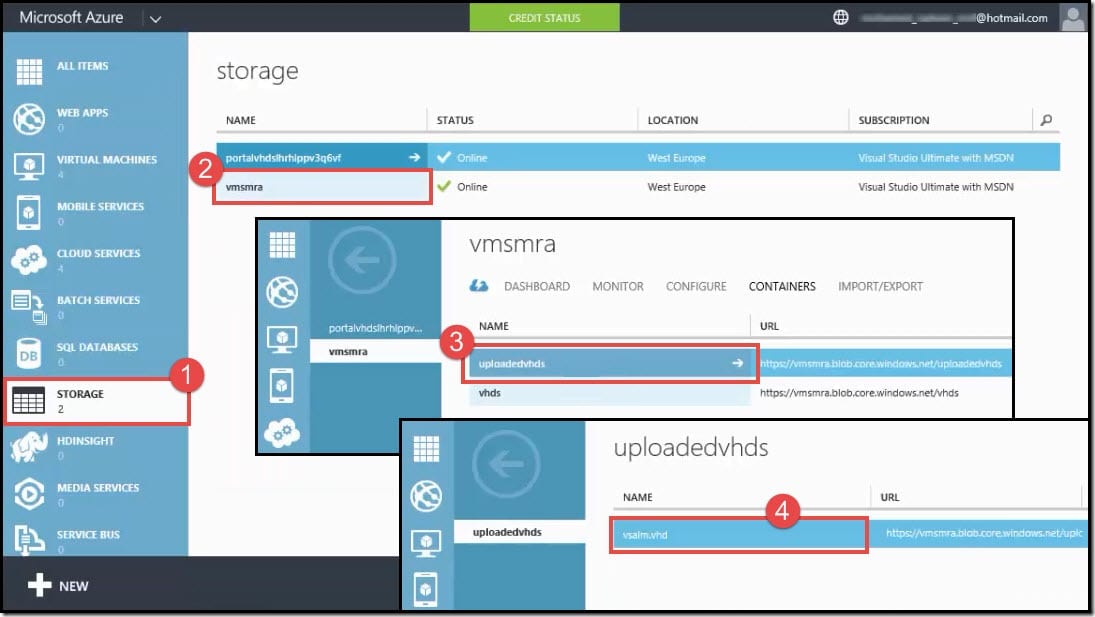 Microsoft Azure
CREDIT STATUS
@hotmail.com
ALL ITEMS
WEB APPS
0
VIRTUAL MACHINES
4
MOBILE SERVICES
0
CLOUD SERVICES
4
BATCH SERVICES
0
SQL DATABASES
0
DB
1
STORAGE
2
HDINSIGHT
0
MEDIA SERVICES
0
SERVICE BUS
0
NEW
storage
NAME STATUS LOCATION SUBSCRIPTION
portalvhdslhrhlppv3q6vf Online West Europe Visual Studio Ultimate with MSDN
2
vmsmra Online West Europe Visual Studio Ultimate with MSDN
vmsmra
DASHBOARD MONITOR CONFIGURE CONTAINERS IMPORT/EXPORT
portalvhdslhrhlppv...
vmsmra
NAME URL
3
uploadedvhds https://vmsmra.blob.core.windows.net/uploadedvhds
vhds https://vmsmra.blob.core.windows.net/vhds
uploadedvhds
uploadedvhds
NAME URL
4
vsalm.vhd https://vmsmra.blob.core.windows.net/uplc